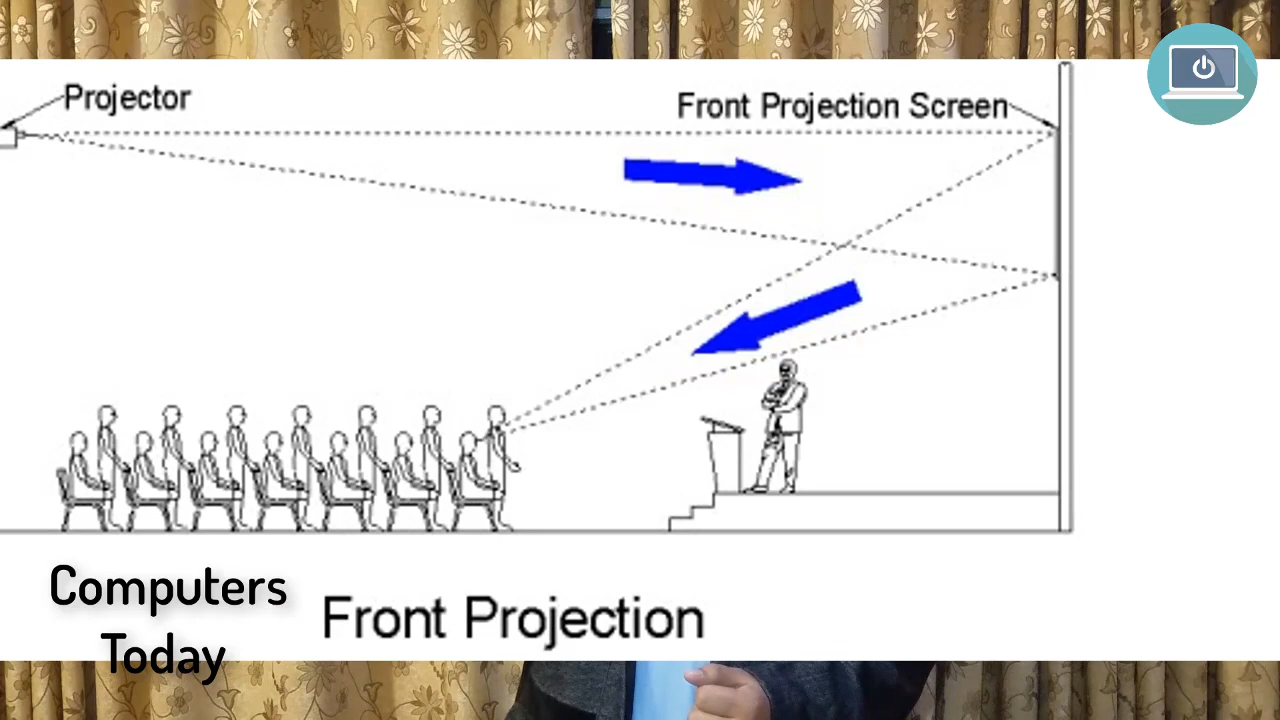 Projector
Front Projection Screen
Computers
Today
Front Projection